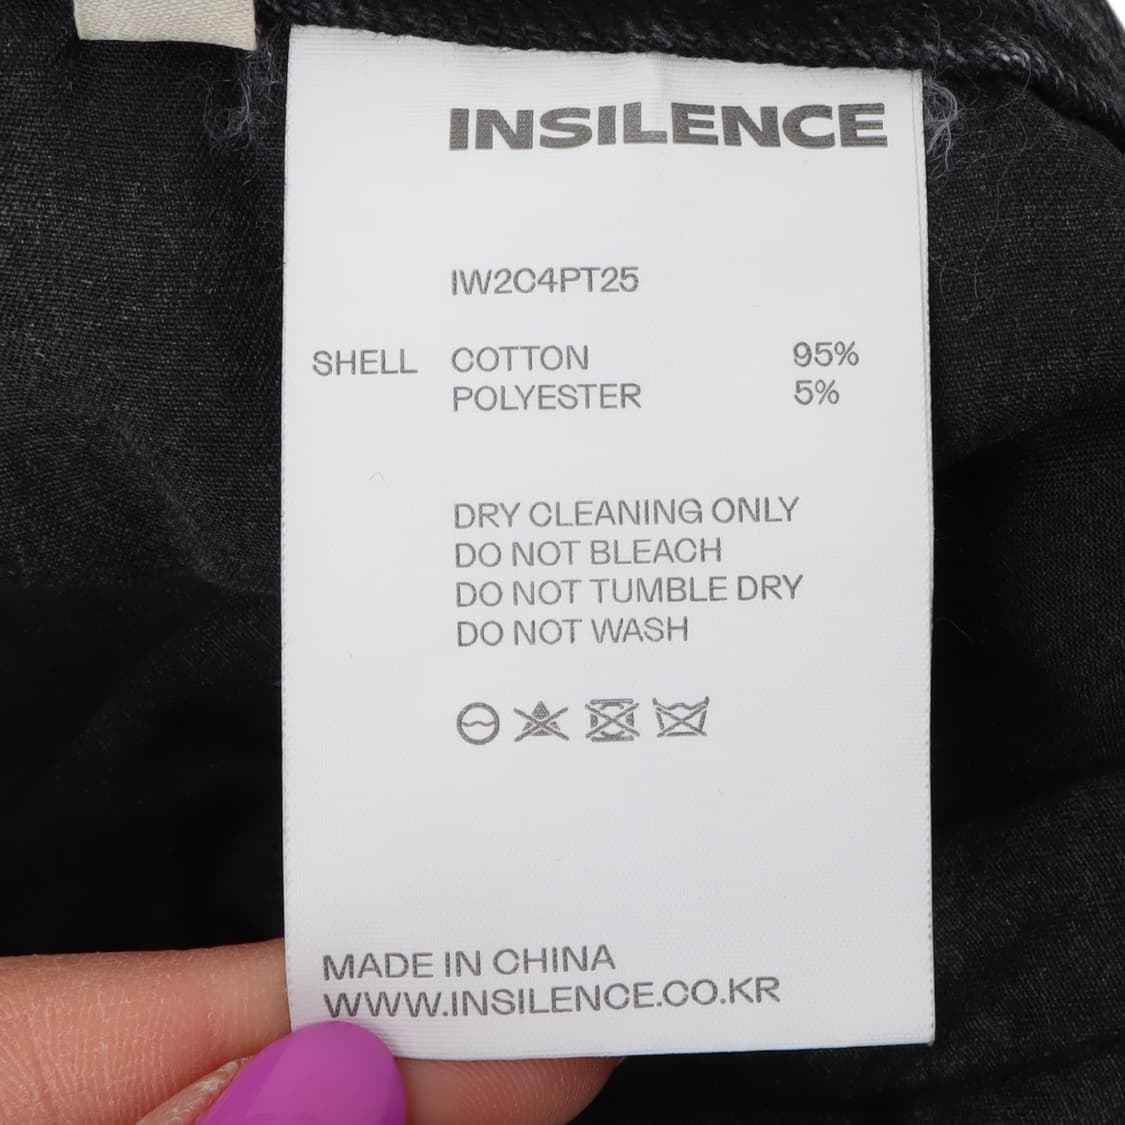 INSILENCE
IW2C4PT25
SHELL COTTON 95%
POLYESTER 5%
DRY CLEANING ONLY
DO NOT BLEACH
DO NOT TUMBLE DRY
DO NOT WASH
MADE IN CHINA
WWW.INSILENCE.CO.KR